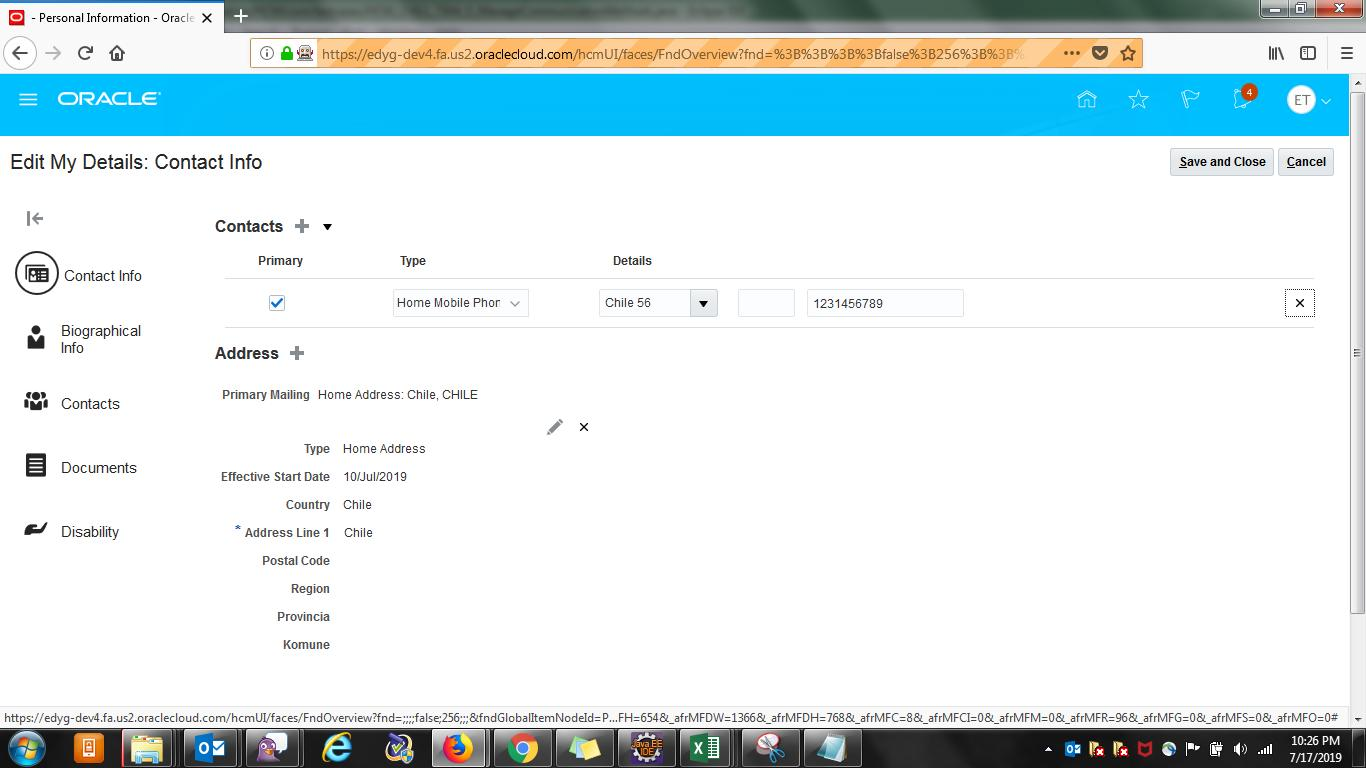 - Personal Information - Oracle
https://edyg-dev4.fa.us2.oraclecloud.com/hcmUI/faces/FndOverview?fnd=%3B%3B%3B%3Bfalse%3B256%3B%3B%
ORACLE
4
ET
Edit My Details: Contact Info
Save and Close
Cancel
Contact Info
Biographical
Info
Contacts
Documents
Disability
Contacts
Primary Type Details
Home Mobile Phon Chile 56 1231456789
Address
Primary Mailing Home Address: Chile, CHILE
Type Home Address
Effective Start Date 10/Jul/2019
Country Chile
* Address Line 1 Chile
Postal Code
Region
Provincia
Komune
https://edyg-dev4.fa.us2.oraclecloud.com/hcmUI/faces/FndOverview?fnd=;;;;false;256;;;&fndGlobalItemNodeId=P...FH=654&_afrMFDW=1366&_afrMFDH=768&_afrMFC=8&_afrMFCI=0&_afrMFM=0&_afrMFR=96&_afrMFG=0&_afrMFS=0&_afrMFO=0#
Java EE
IDE
10:26 PM
7/17/2019